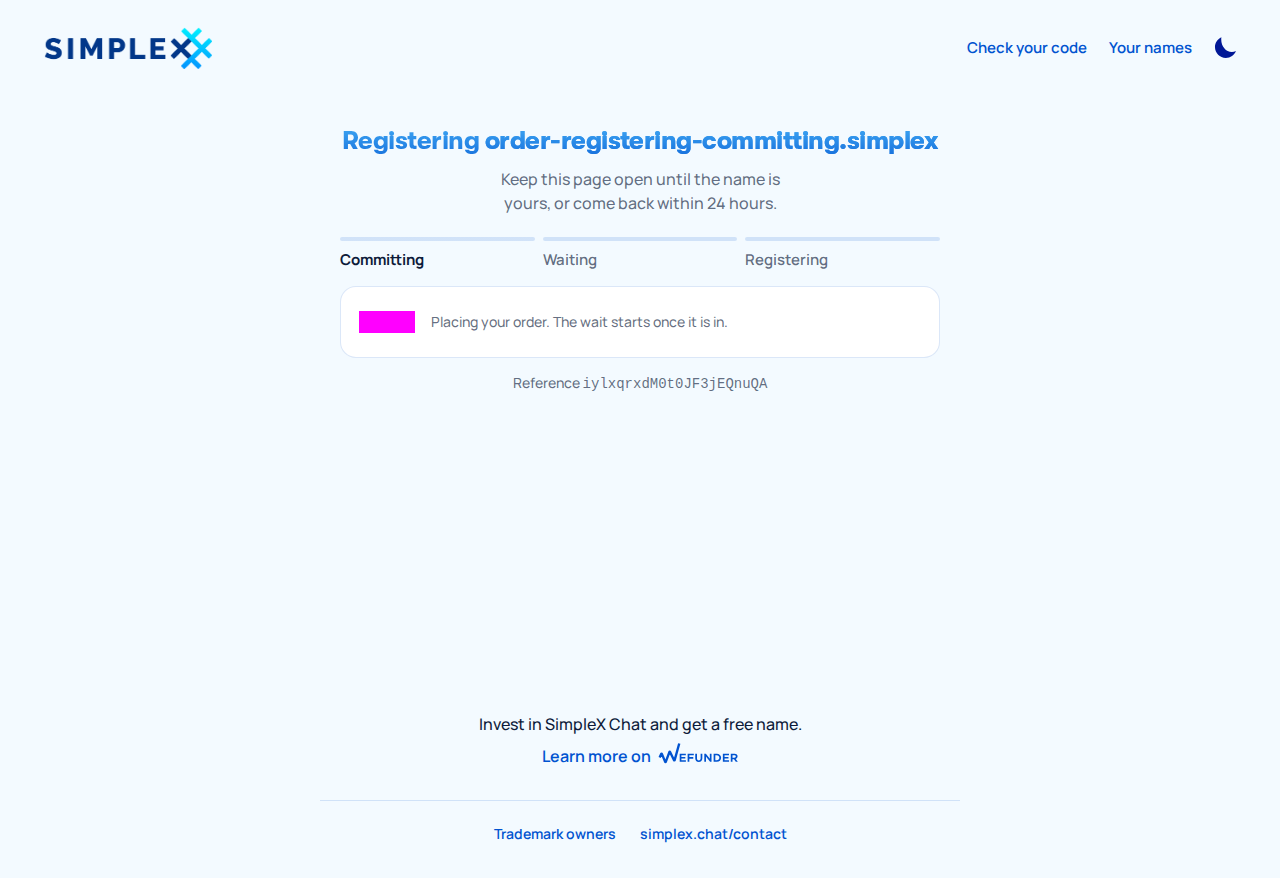 SIMPLEX
Check your code
Your names
Registering order-registering-committing.simplex
Keep this page open until the name is
yours, or come back within 24 hours.
Committing
Waiting
Registering
Placing your order. The wait starts once it is in.
Reference iylxqrxdM0t0JF3jEQnuQA
Invest in SimpleX Chat and get a free name.
Learn more on WEFUNDER
Trademark owners
simplex.chat/contact